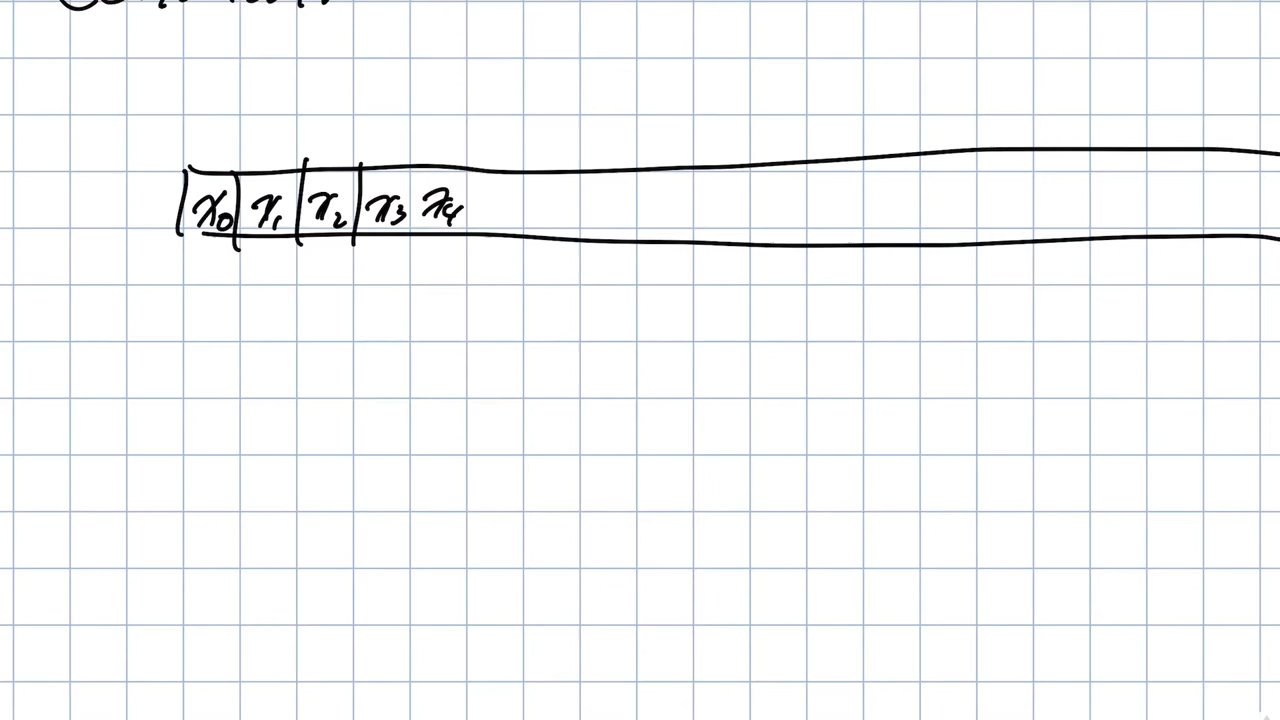 x₀ x₁ x₂ x₃ x₄